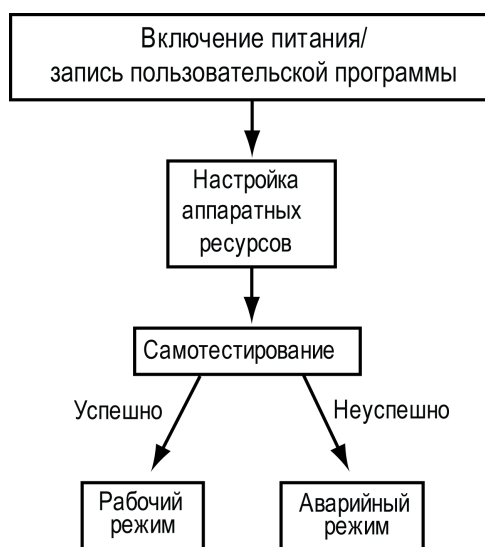 Включение питания/
запись пользовательской программы
Настройка
аппаратных
ресурсов
Самотестирование
Успешно
Неуспешно
Рабочий
режим
Аварийный
режим